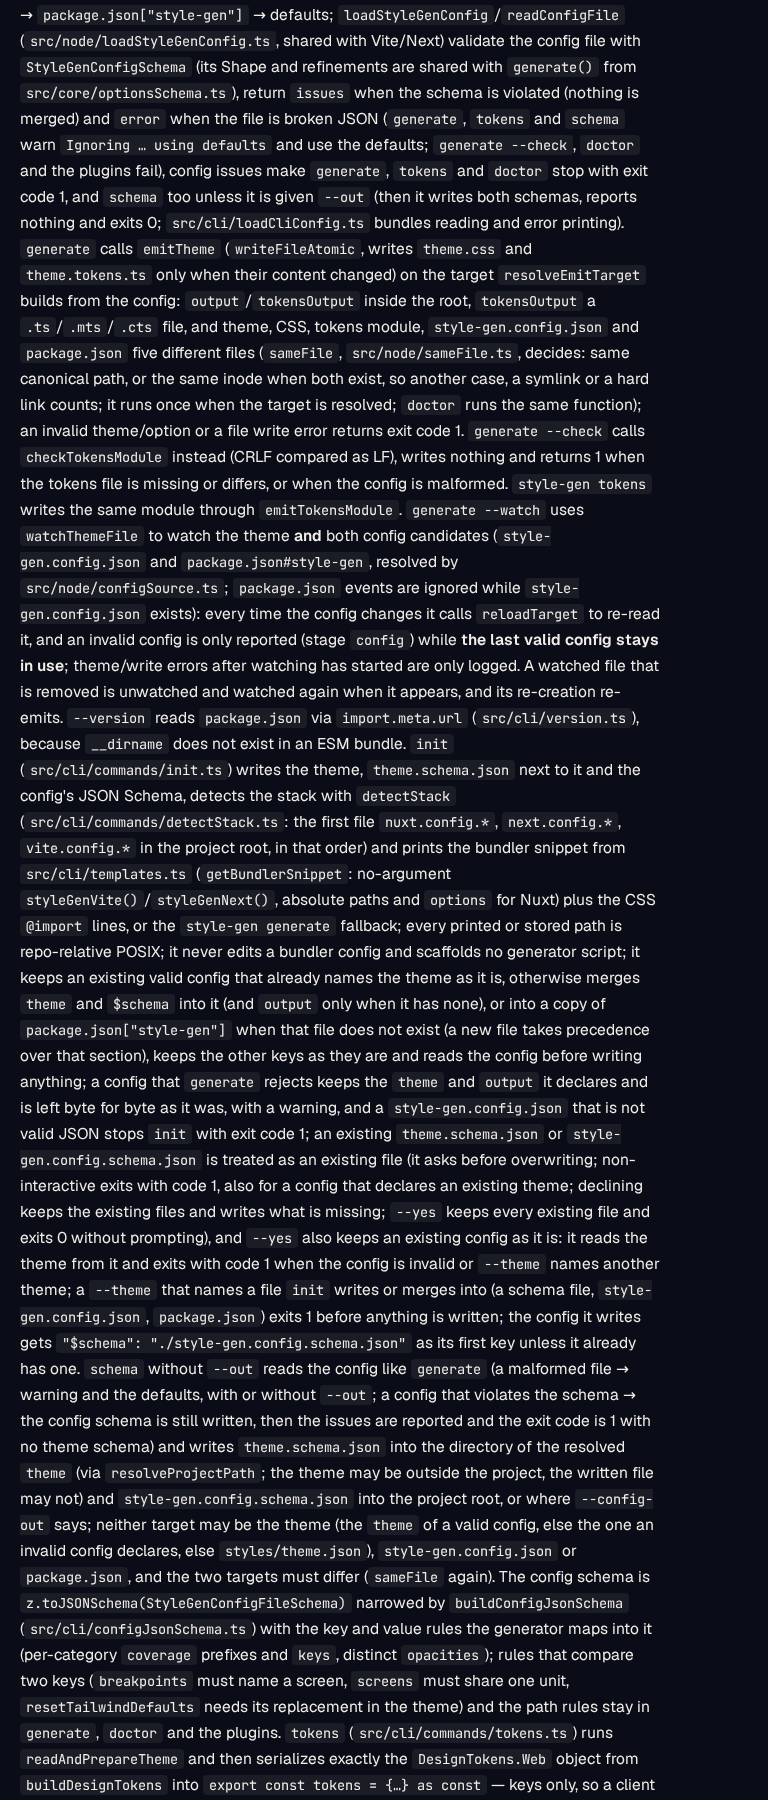 → package.json["style-gen"] → defaults; loadStyleGenConfig / readConfigFile
( src/node/loadStyleGenConfig.ts , shared with Vite/Next) validate the config file with
StyleGenConfigSchema (its Shape and refinements are shared with generate() from
src/core/optionsSchema.ts ), return issues when the schema is violated (nothing is
merged) and error when the file is broken JSON ( generate , tokens and schema
warn Ignoring … using defaults and use the defaults; generate --check , doctor
and the plugins fail), config issues make generate , tokens and doctor stop with exit
code 1, and schema too unless it is given --out (then it writes both schemas, reports
nothing and exits 0; src/cli/loadCliConfig.ts bundles reading and error printing).
generate calls emitTheme ( writeFileAtomic , writes theme.css and
theme.tokens.ts only when their content changed) on the target resolveEmitTarget
builds from the config: output / tokensOutput inside the root, tokensOutput a
.ts / .mts / .cts file, and theme, CSS, tokens module, style-gen.config.json and
package.json five different files ( sameFile , src/node/sameFile.ts , decides: same
canonical path, or the same inode when both exist, so another case, a symlink or a hard
link counts; it runs once when the target is resolved; doctor runs the same function);
an invalid theme/option or a file write error returns exit code 1. generate --check calls
checkTokensModule instead (CRLF compared as LF), writes nothing and returns 1 when
the tokens file is missing or differs, or when the config is malformed. style-gen tokens
writes the same module through emitTokensModule . generate --watch uses
watchThemeFile to watch the theme and both config candidates ( style-
gen.config.json and package.json#style-gen , resolved by
src/node/configSource.ts ; package.json events are ignored while style-
gen.config.json exists): every time the config changes it calls reloadTarget to re-read
it, and an invalid config is only reported (stage config ) while the last valid config stays
in use; theme/write errors after watching has started are only logged. A watched file that
is removed is unwatched and watched again when it appears, and its re-creation re-
emits. --version reads package.json via import.meta.url ( src/cli/version.ts ),
because __dirname does not exist in an ESM bundle. init
( src/cli/commands/init.ts ) writes the theme, theme.schema.json next to it and the
config's JSON Schema, detects the stack with detectStack
( src/cli/commands/detectStack.ts : the first file nuxt.config.* , next.config.* ,
vite.config.* in the project root, in that order) and prints the bundler snippet from
src/cli/templates.ts ( getBundlerSnippet : no-argument
styleGenVite() / styleGenNext() , absolute paths and options for Nuxt) plus the CSS
@import lines, or the style-gen generate fallback; every printed or stored path is
repo-relative POSIX; it never edits a bundler config and scaffolds no generator script; it
keeps an existing valid config that already names the theme as it is, otherwise merges
theme and $schema into it (and output only when it has none), or into a copy of
package.json["style-gen"] when that file does not exist (a new file takes precedence
over that section), keeps the other keys as they are and reads the config before writing
anything; a config that generate rejects keeps the theme and output it declares and
is left byte for byte as it was, with a warning, and a style-gen.config.json that is not
valid JSON stops init with exit code 1; an existing theme.schema.json or style-
gen.config.schema.json is treated as an existing file (it asks before overwriting; non-
interactive exits with code 1, also for a config that declares an existing theme; declining
keeps the existing files and writes what is missing; --yes keeps every existing file and
exits 0 without prompting), and --yes also keeps an existing config as it is: it reads the
theme from it and exits with code 1 when the config is invalid or --theme names another
theme; a --theme that names a file init writes or merges into (a schema file, style-
gen.config.json , package.json ) exits 1 before anything is written; the config it writes
gets "$schema": "./style-gen.config.schema.json" as its first key unless it already
has one. schema without --out reads the config like generate (a malformed file →
warning and the defaults, with or without --out ; a config that violates the schema →
the config schema is still written, then the issues are reported and the exit code is 1 with
no theme schema) and writes theme.schema.json into the directory of the resolved
theme (via resolveProjectPath ; the theme may be outside the project, the written file
may not) and style-gen.config.schema.json into the project root, or where --config-
out says; neither target may be the theme (the theme of a valid config, else the one an
invalid config declares, else styles/theme.json ), style-gen.config.json or
package.json , and the two targets must differ ( sameFile again). The config schema is
z.toJSONSchema(StyleGenConfigFileSchema) narrowed by buildConfigJsonSchema
( src/cli/configJsonSchema.ts ) with the key and value rules the generator maps into it
(per-category coverage prefixes and keys , distinct opacities ); rules that compare
two keys ( breakpoints must name a screen, screens must share one unit,
resetTailwindDefaults needs its replacement in the theme) and the path rules stay in
generate , doctor and the plugins. tokens ( src/cli/commands/tokens.ts ) runs
readAndPrepareTheme and then serializes exactly the DesignTokens.Web object from
buildDesignTokens into export const tokens = {…} as const — keys only, so a client